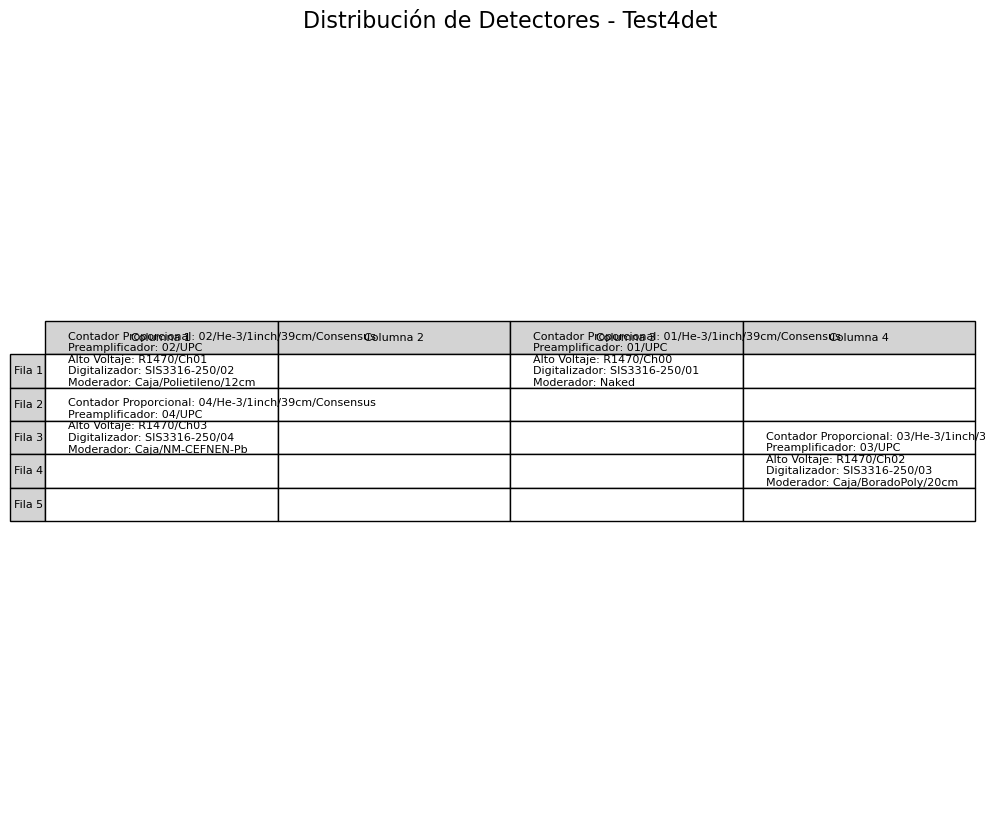 Distribución de Detectores - Test4det
Columna 1
Columna 2
Columna 3
Columna 4
Fila 1
Contador Proporcional: 02/He-3/1inch/39cm/Consensus
Preamplificador: 02/UPC
Alto Voltaje: R1470/Ch01
Digitalizador: SIS3316-250/02
Moderador: Caja/Polietileno/12cm
Contador Proporcional: 01/He-3/1inch/39cm/Consensus
Preamplificador: 01/UPC
Alto Voltaje: R1470/Ch00
Digitalizador: SIS3316-250/01
Moderador: Naked
Fila 2
Fila 3
Contador Proporcional: 04/He-3/1inch/39cm/Consensus
Preamplificador: 04/UPC
Alto Voltaje: R1470/Ch03
Digitalizador: SIS3316-250/04
Moderador: Caja/NM-CEFNEN-Pb
Fila 4
Contador Proporcional: 03/He-3/1inch/3
Preamplificador: 03/UPC
Alto Voltaje: R1470/Ch02
Digitalizador: SIS3316-250/03
Moderador: Caja/BoradoPoly/20cm
Fila 5